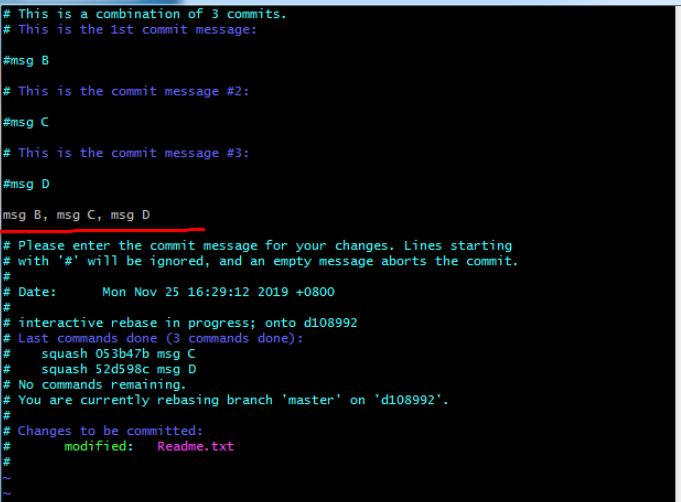 # This is a combination of 3 commits.
# This is the 1st commit message:
#msg B
# This is the commit message #2:
#msg C
# This is the commit message #3:
#msg D
msg B, msg C, msg D
# Please enter the commit message for your changes. Lines starting
# with '#' will be ignored, and an empty message aborts the commit.
#
# Date:      Mon Nov 25 16:29:12 2019 +0800
#
# interactive rebase in progress; onto d108992
# Last commands done (3 commands done):
#    squash 053b47b msg C
#    squash 52d598c msg D
# No commands remaining.
# You are currently rebasing branch 'master' on 'd108992'.
#
# Changes to be committed:
#       modified:   Readme.txt
#
~
~